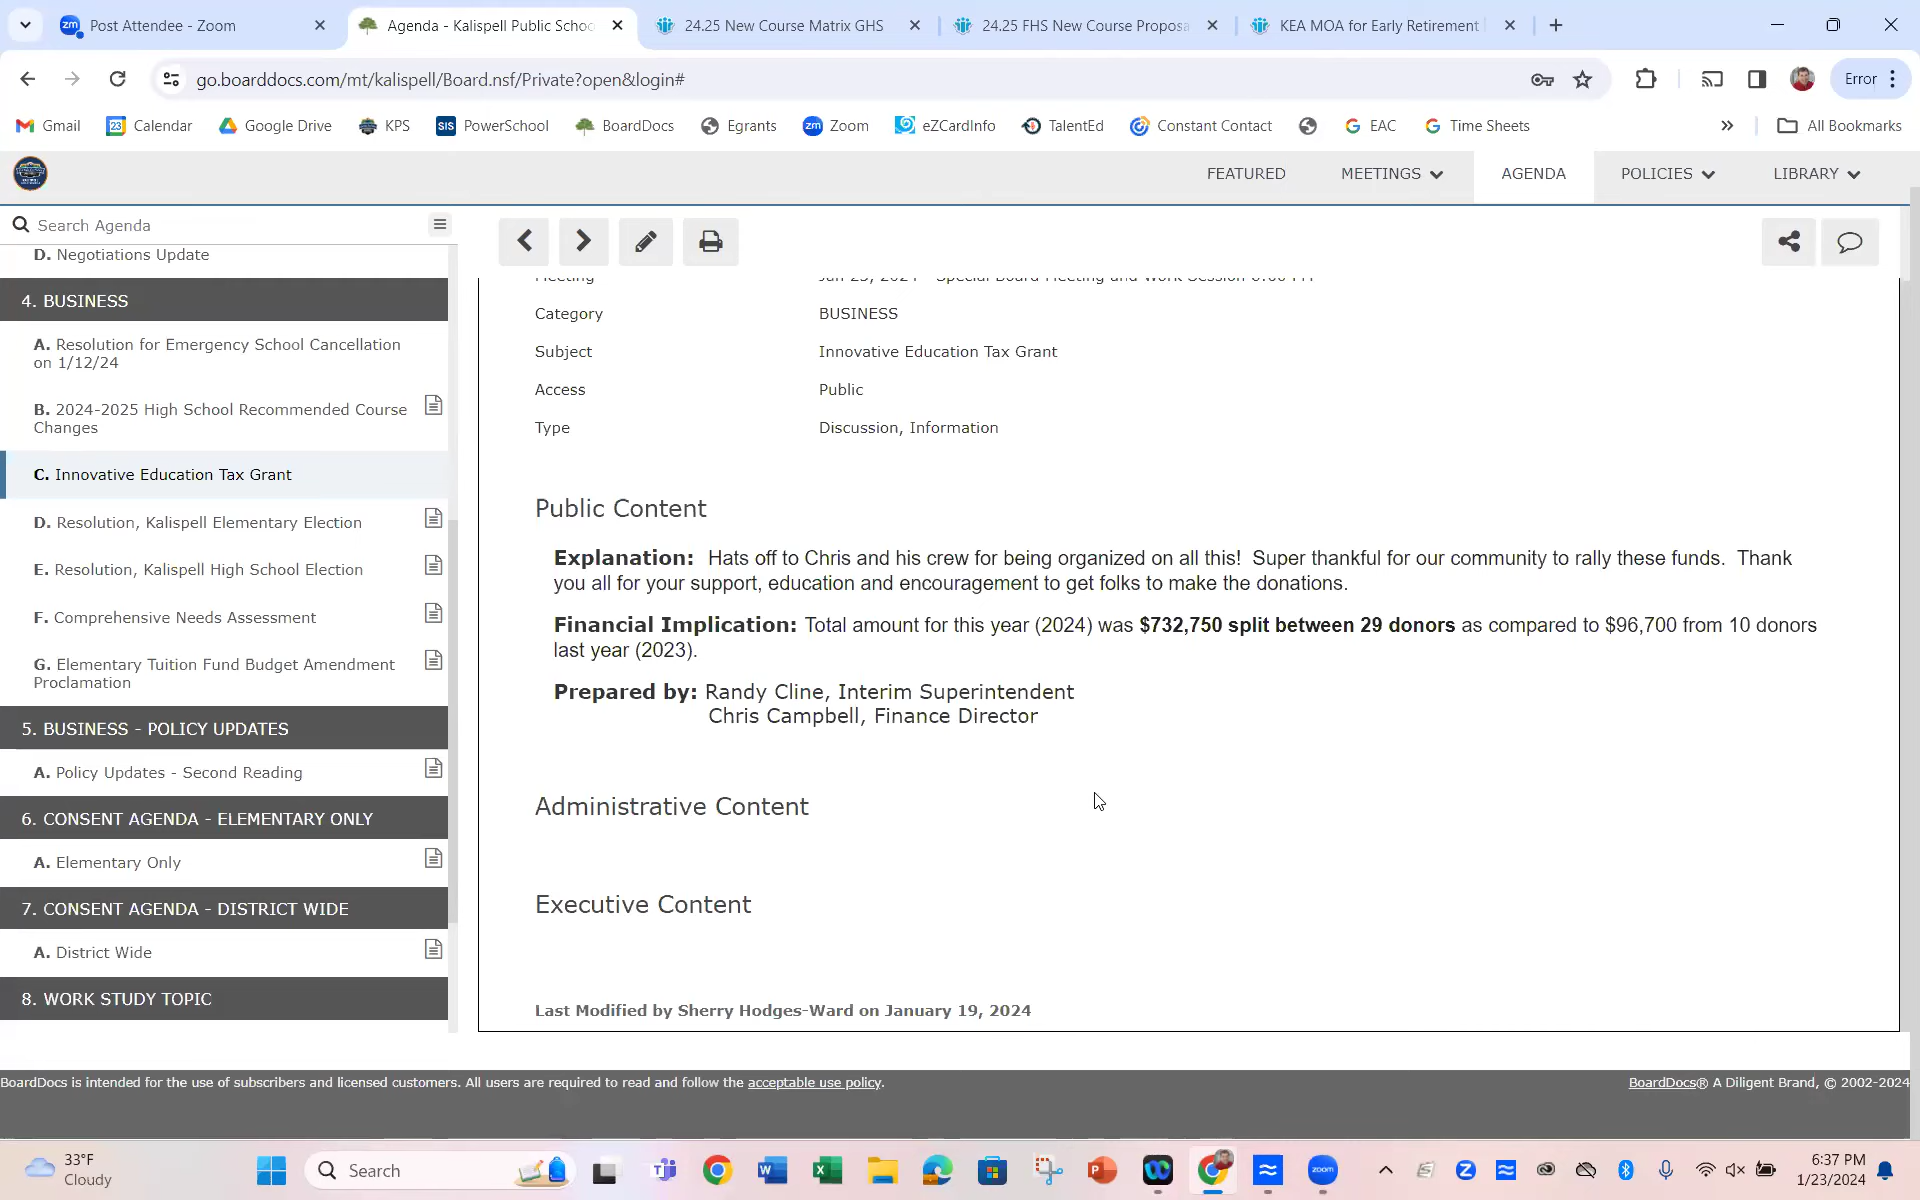 Post Attendee - Zoom
Agenda - Kalispell Public Schoo
24.25 New Course Matrix GHS
24.25 FHS New Course Proposa
KEA MOA for Early Retirement
go.boarddocs.com/mt/kalispell/Board.nsf/Private?open&login#
Error
Gmail
Calendar
Google Drive
KPS
PowerSchool
BoardDocs
Egrants
Zoom
eZCardInfo
TalentEd
Constant Contact
EAC
Time Sheets
All Bookmarks
FEATURED
MEETINGS
AGENDA
POLICIES
LIBRARY
Search Agenda
D. Negotiations Update
4. BUSINESS
A. Resolution for Emergency School Cancellation
on 1/12/24
B. 2024-2025 High School Recommended Course
Changes
C. Innovative Education Tax Grant
D. Resolution, Kalispell Elementary Election
E. Resolution, Kalispell High School Election
F. Comprehensive Needs Assessment
G. Elementary Tuition Fund Budget Amendment
Proclamation
5. BUSINESS - POLICY UPDATES
A. Policy Updates - Second Reading
6. CONSENT AGENDA - ELEMENTARY ONLY
A. Elementary Only
7. CONSENT AGENDA - DISTRICT WIDE
A. District Wide
8. WORK STUDY TOPIC
Meeting Jan 23, 2024 - Special Board Meeting and Work Session 6:00 PM
Category BUSINESS
Subject Innovative Education Tax Grant
Access Public
Type Discussion, Information
Public Content
Explanation: Hats off to Chris and his crew for being organized on all this! Super thankful for our community to rally these funds. Thank
you all for your support, education and encouragement to get folks to make the donations.
Financial Implication: Total amount for this year (2024) was $732,750 split between 29 donors as compared to $96,700 from 10 donors
last year (2023).
Prepared by: Randy Cline, Interim Superintendent
Chris Campbell, Finance Director
Administrative Content
Executive Content
Last Modified by Sherry Hodges-Ward on January 19, 2024
BoardDocs is intended for the use of subscribers and licensed customers. All users are required to read and follow the acceptable use policy.
BoardDocs® A Diligent Brand, © 2002-2024
33°F
Cloudy
Search
6:37 PM
1/23/2024